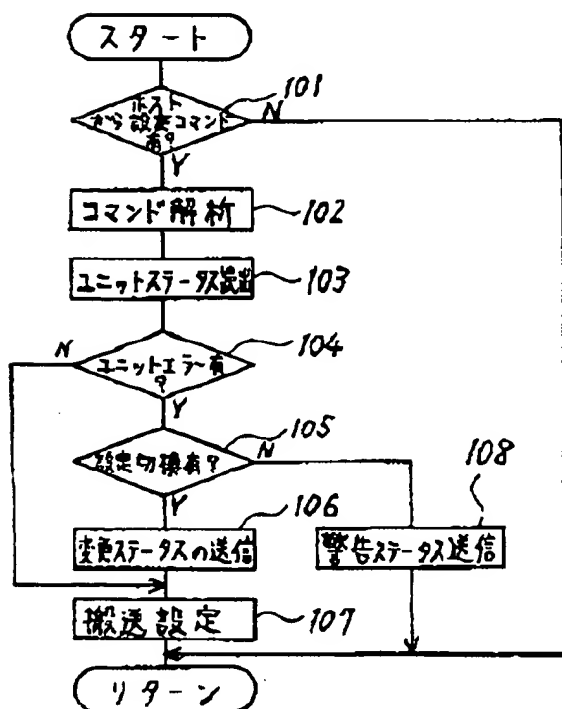 スタート
101
ホスト
から設定コマンド
有?
N
Y
コマンド解析
102
ユニットステータス読出
103
104
N
ユニットエラー有
?
Y
105
設定切換有?
N
Y
106
108
変更ステータスの送信
警告ステータス送信
搬送設定
107
リターン